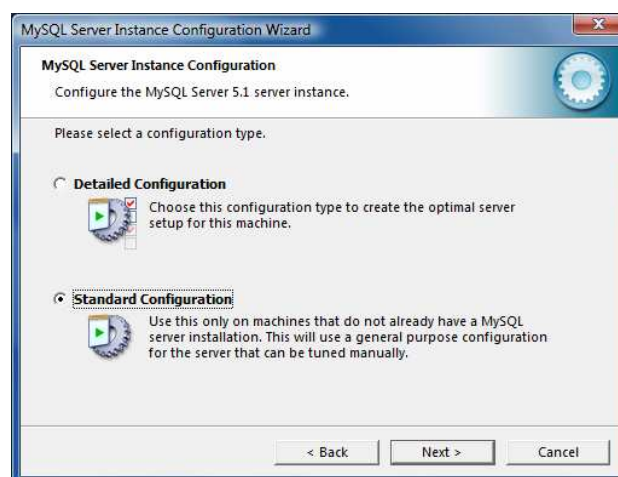 MySQL Server Instance Configuration Wizard
MySQL Server Instance Configuration
Configure the MySQL Server 5.1 server instance.
Please select a configuration type.
Detailed Configuration
Choose this configuration type to create the optimal server
setup for this machine.
Standard Configuration
Use this only on machines that do not already have a MySQL
server installation. This will use a general purpose configuration
for the server that can be tuned manually.
< Back
Next >
Cancel